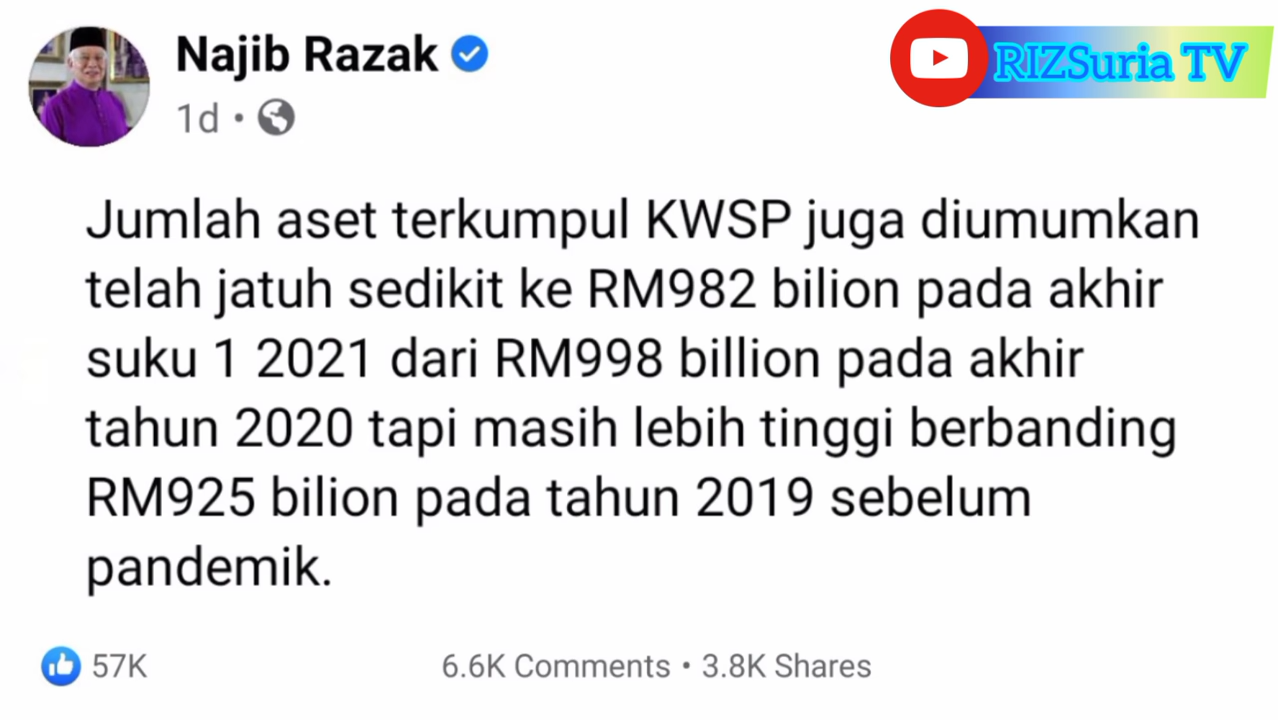 Najib Razak
1d •
RIZSuria TV
Jumlah aset terkumpul KWSP juga diumumkan
telah jatuh sedikit ke RM982 bilion pada akhir
suku 1 2021 dari RM998 billion pada akhir
tahun 2020 tapi masih lebih tinggi berbanding
RM925 bilion pada tahun 2019 sebelum
pandemik.
57K
6.6K Comments • 3.8K Shares